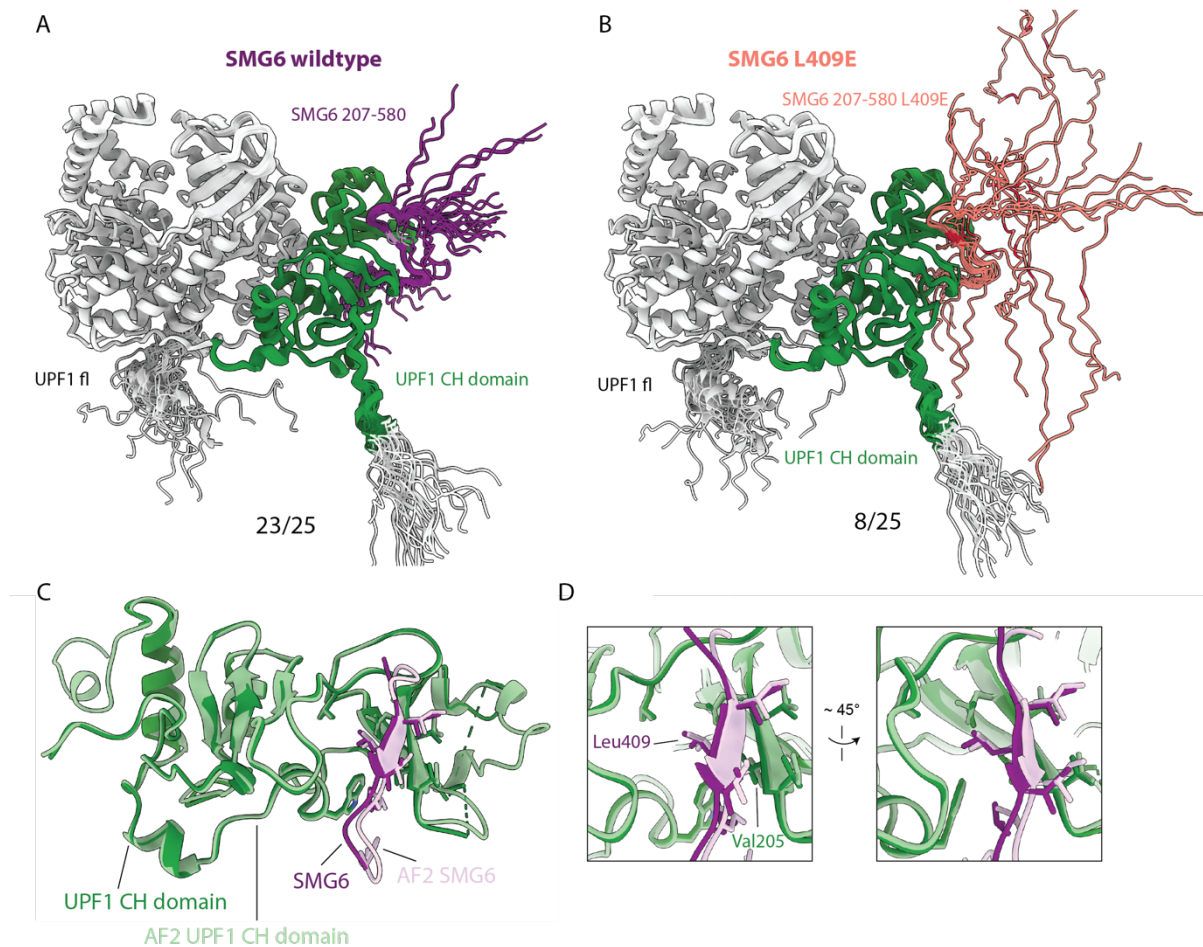 A
SMG6 wildtype
SMG6 207-580
UPF1 fl
UPF1 CH domain
23/25
B
SMG6 L409E
SMG6 207-580 L409E
UPF1 fl
UPF1 CH domain
8/25
C
SMG6
AF2 SMG6
UPF1 CH domain
AF2 UPF1 CH domain
D
Leu409
Val205
~ 45°